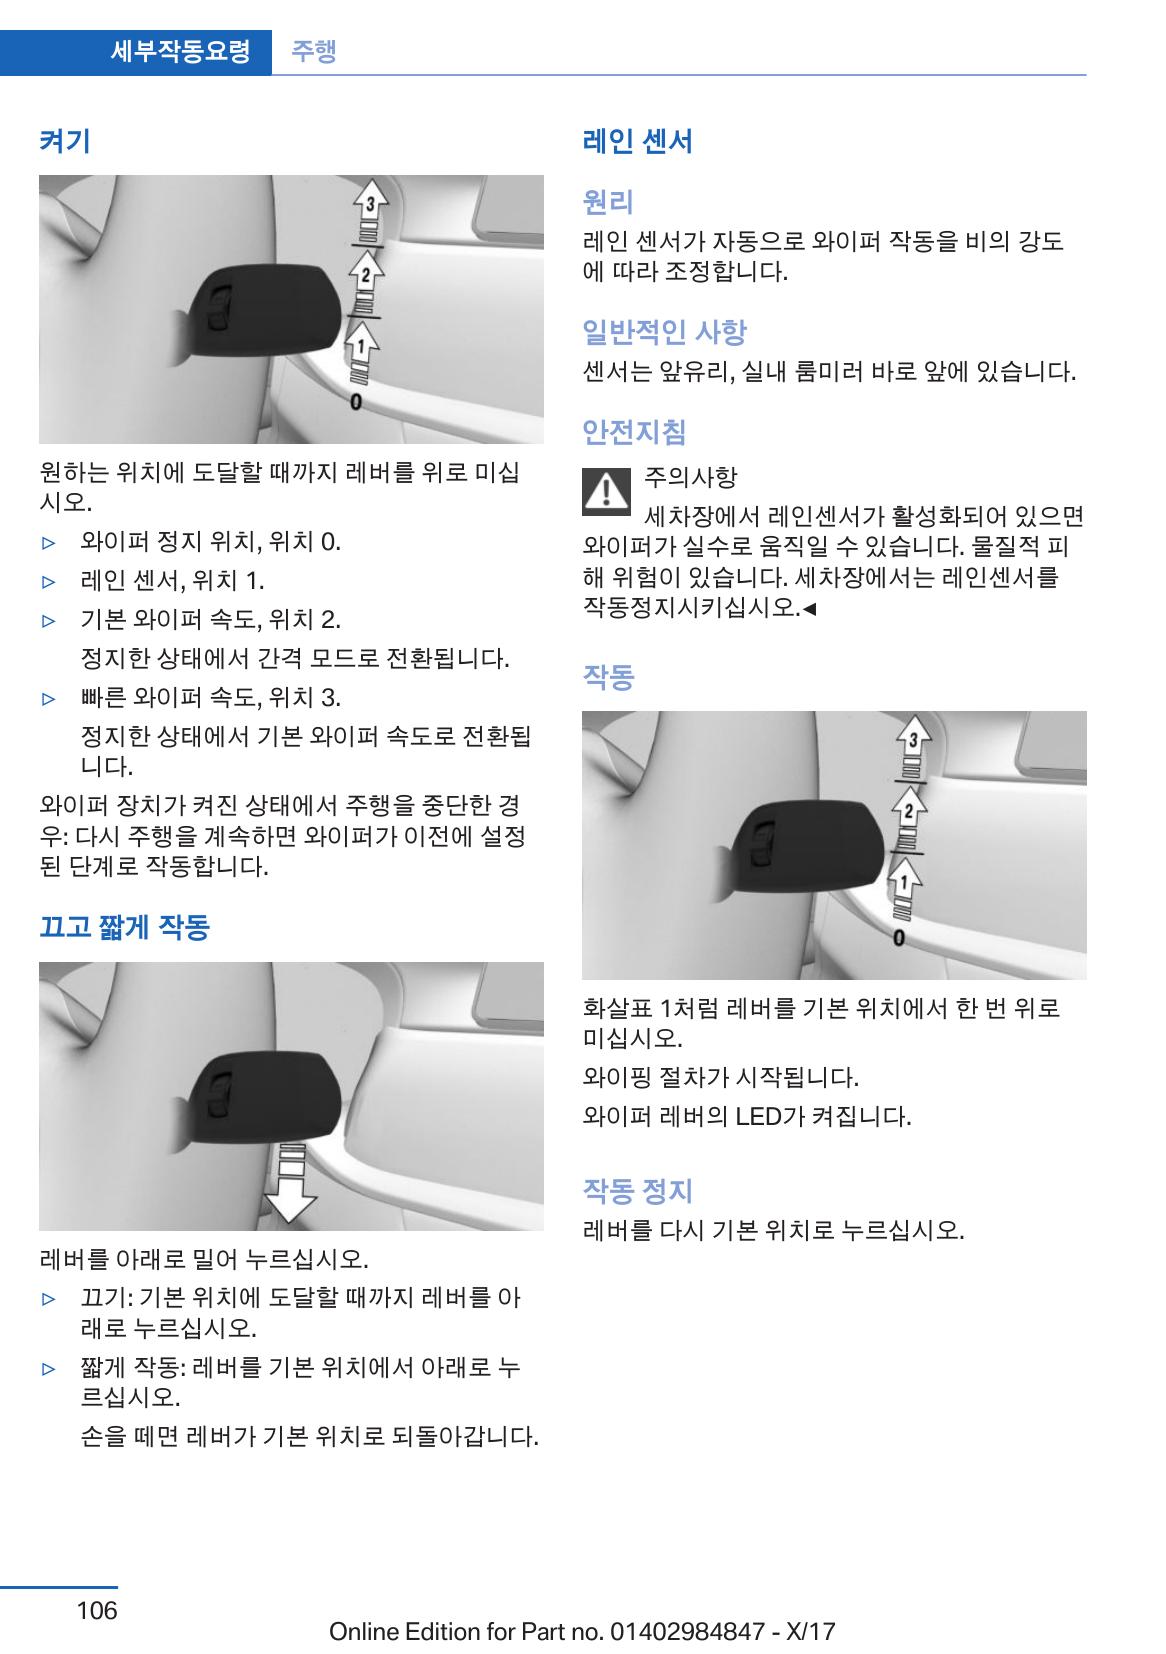 세부작동요령 주행
켜기
3
2
1
0
원하는 위치에 도달할 때까지 레버를 위로 미십
시오.
▷ 와이퍼 정지 위치, 위치 0.
▷ 레인 센서, 위치 1.
▷ 기본 와이퍼 속도, 위치 2.
정지한 상태에서 간격 모드로 전환됩니다.
▷ 빠른 와이퍼 속도, 위치 3.
정지한 상태에서 기본 와이퍼 속도로 전환됩
니다.
와이퍼 장치가 켜진 상태에서 주행을 중단한 경
우: 다시 주행을 계속하면 와이퍼가 이전에 설정
된 단계로 작동합니다.
끄고 짧게 작동
레버를 아래로 밀어 누르십시오.
▷ 끄기: 기본 위치에 도달할 때까지 레버를 아
래로 누르십시오.
▷ 짧게 작동: 레버를 기본 위치에서 아래로 누
르십시오.
손을 떼면 레버가 기본 위치로 되돌아갑니다.
레인 센서
원리
레인 센서가 자동으로 와이퍼 작동을 비의 강도
에 따라 조정합니다.
일반적인 사항
센서는 앞유리, 실내 룸미러 바로 앞에 있습니다.
안전지침
주의사항
세차장에서 레인센서가 활성화되어 있으면
와이퍼가 실수로 움직일 수 있습니다. 물질적 피
해 위험이 있습니다. 세차장에서는 레인센서를
작동정지시키십시오.◀
작동
3
2
1
0
화살표 1처럼 레버를 기본 위치에서 한 번 위로
미십시오.
와이핑 절차가 시작됩니다.
와이퍼 레버의 LED가 켜집니다.
작동 정지
레버를 다시 기본 위치로 누르십시오.
106
Online Edition for Part no. 01402984847 - X/17